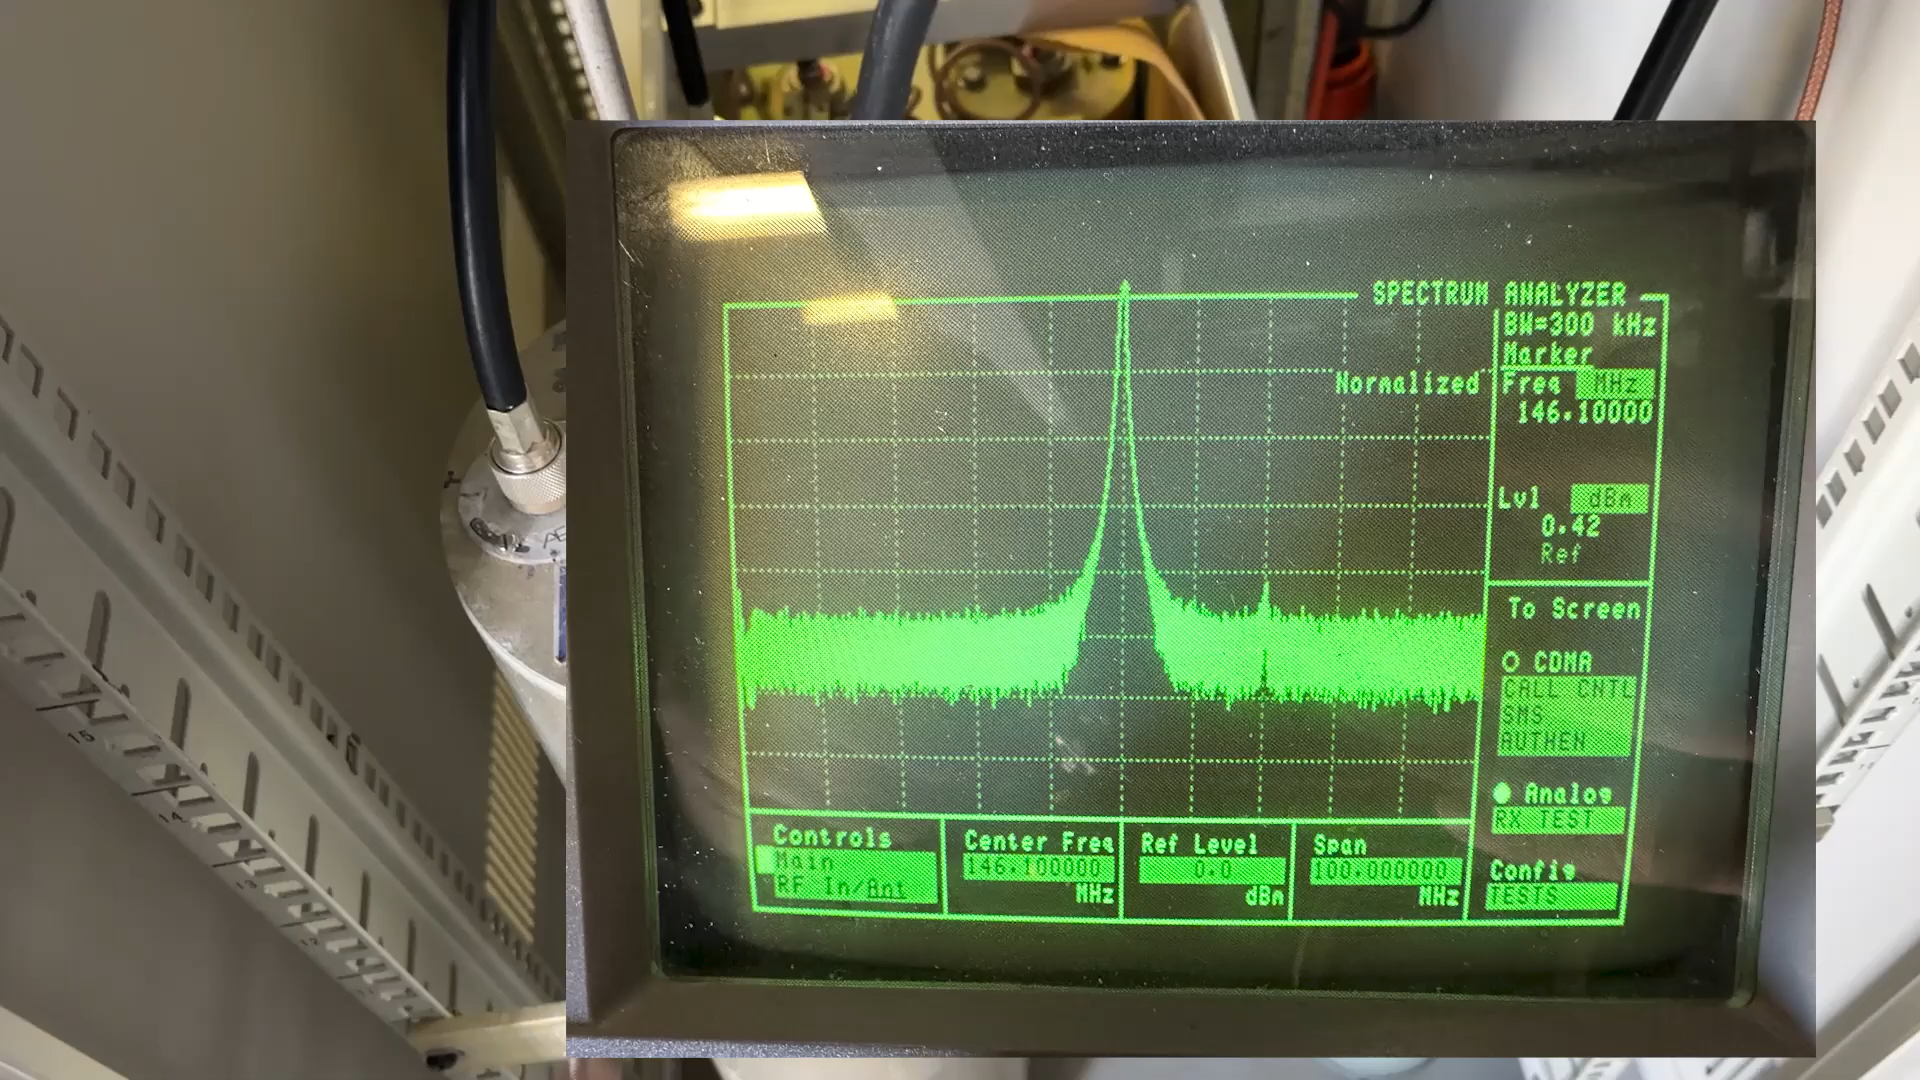 SPECTRUM ANALYZER
BW=300 kHz
Marker
Normalized
Freq MHz
146.10000
Lvl dBm
0.42
Ref
To Screen
CDMA
CALL CNTL
SMS
AUTHEN
Analog
RX TEST
Config
TESTS
Controls
Main
RF In/Ant
Center Freq
146.100000
MHz
Ref Level
0.0
dBm
Span
100.000000
MHz
15
14